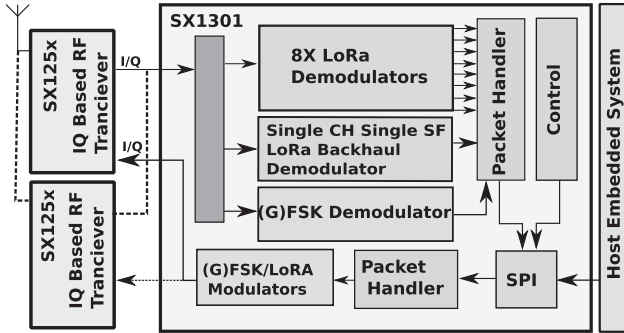 SX1301
SX125x
IQ Based RF
Tranciever
I/Q
I/Q
SX125x
IQ Based RF
Tranciever
8X LoRa
Demodulators
Single CH Single SF
LoRa Backhaul
Demodulator
(G)FSK Demodulator
(G)FSK/LoRA
Modulators
Packet
Handler
Packet Handler
Control
SPI
Host Embedded System